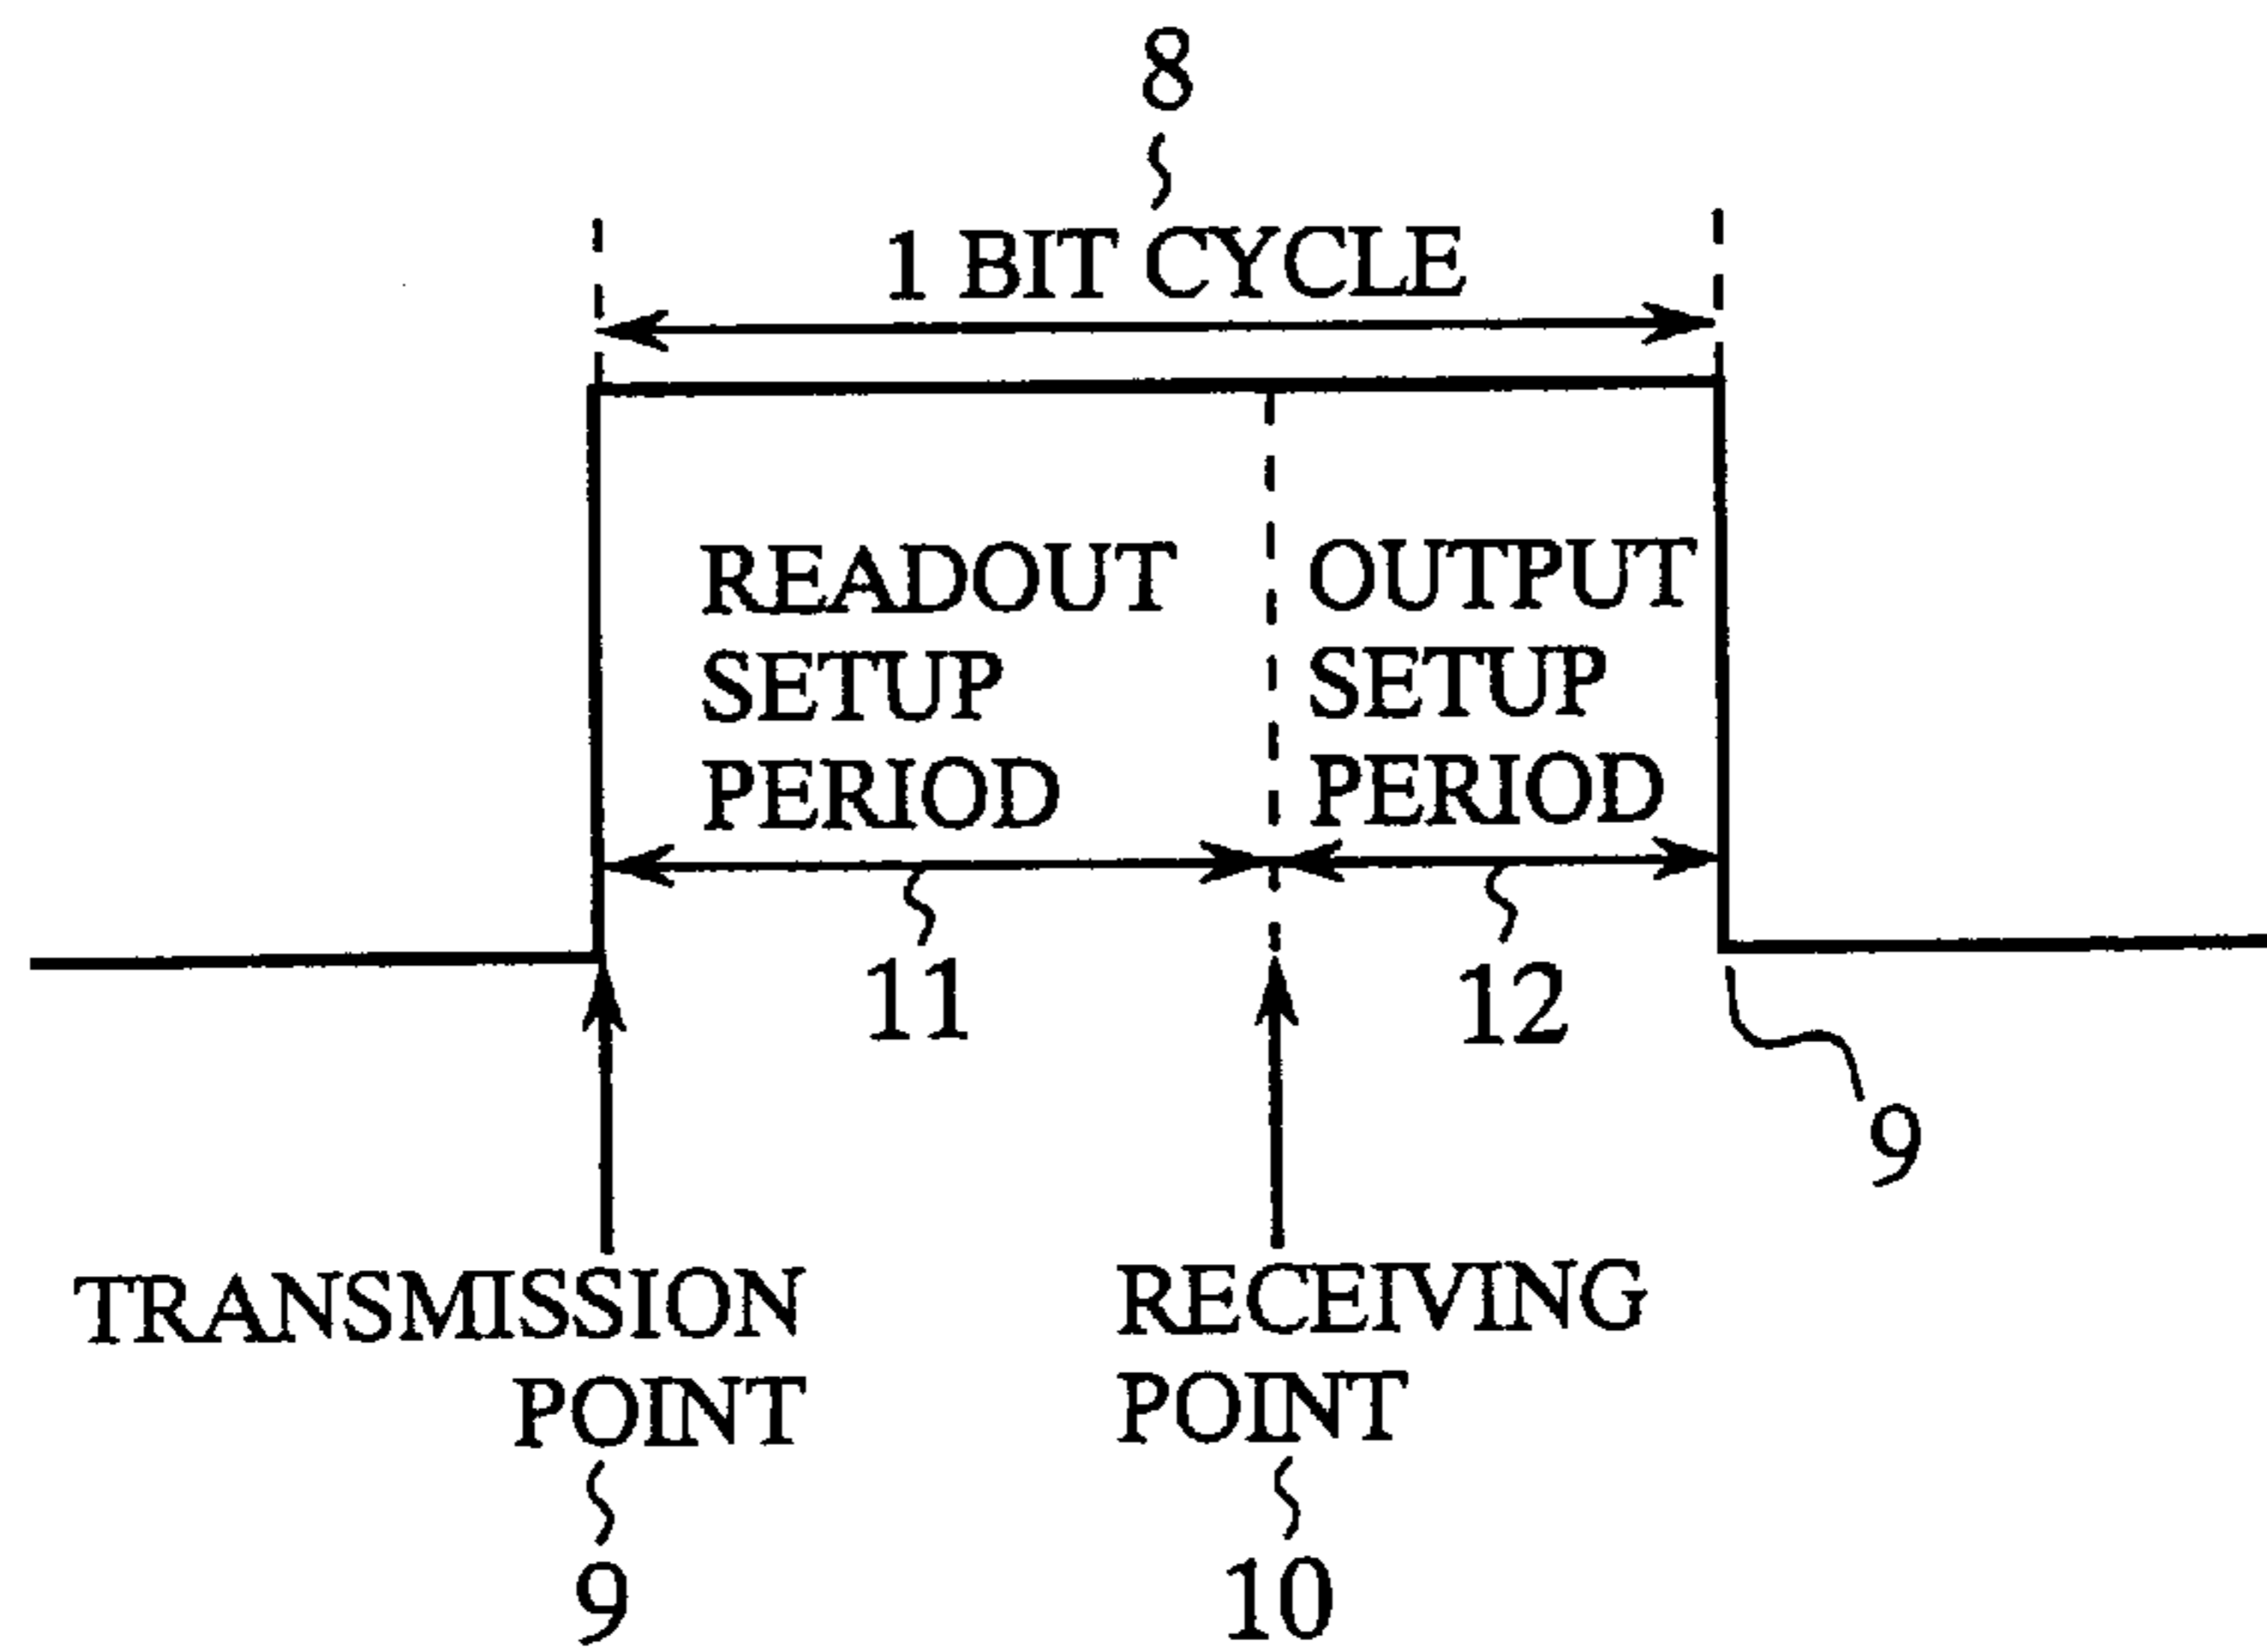 8
1 BIT CYCLE
READOUT
SETUP
PERIOD
OUTPUT
SETUP
PERIOD
11
12
9
TRANSMISSION
POINT
9
RECEIVING
POINT
10